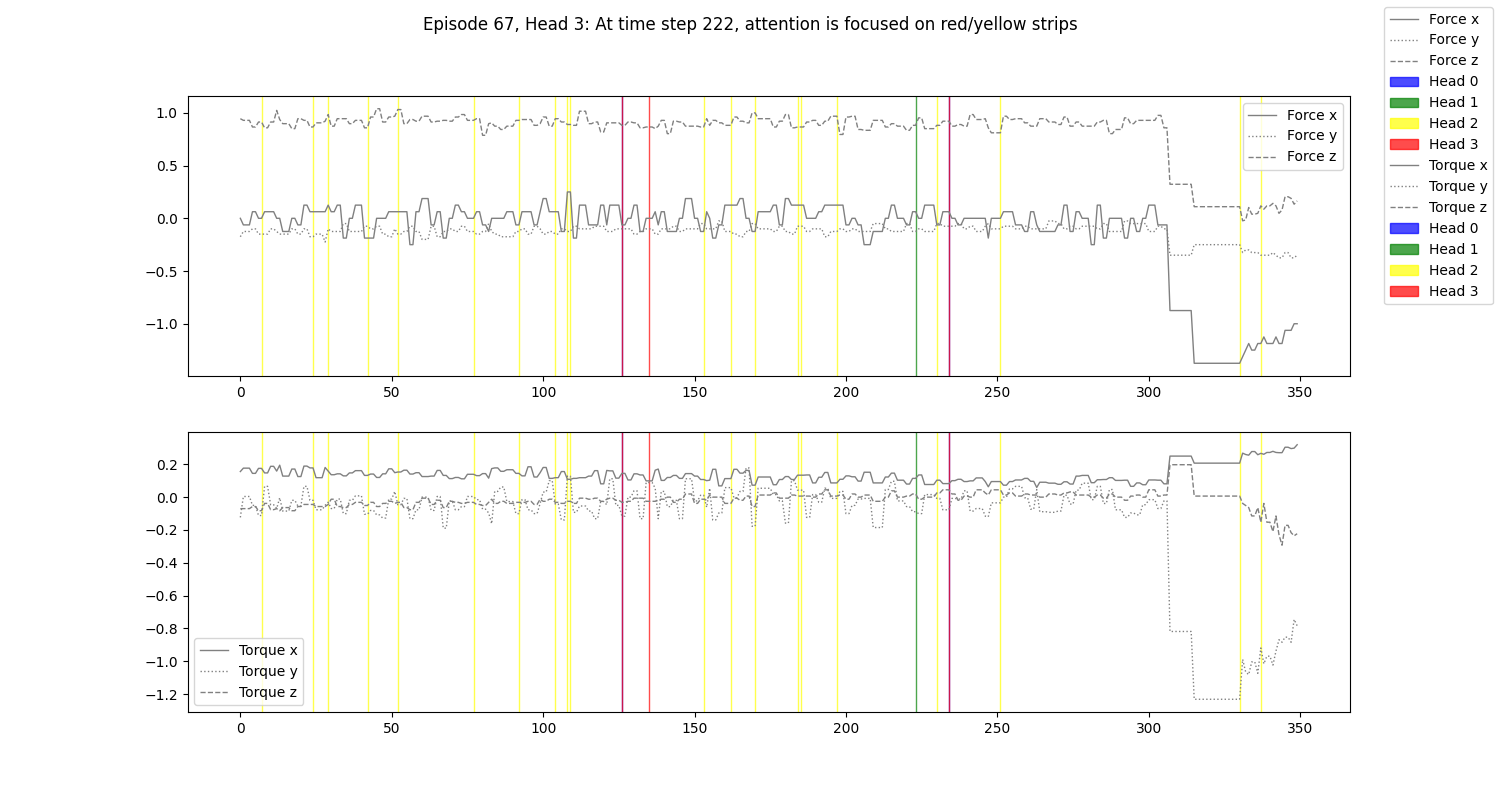 Episode 67, Head 3: At time step 222, attention is focused on red/yellow strips
Force x
Force y
Force z
Head 0
Head 1
Head 2
Head 3
Torque x
Torque y
Torque z
Head 0
Head 1
Head 2
Head 3
1.0
0.5
0.0
−0.5
−1.0
Force x
Force y
Force z
0 50 100 150 200 250 300 350
0.2
0.0
−0.2
−0.4
−0.6
−0.8
−1.0
−1.2
Torque x
Torque y
Torque z
0 50 100 150 200 250 300 350